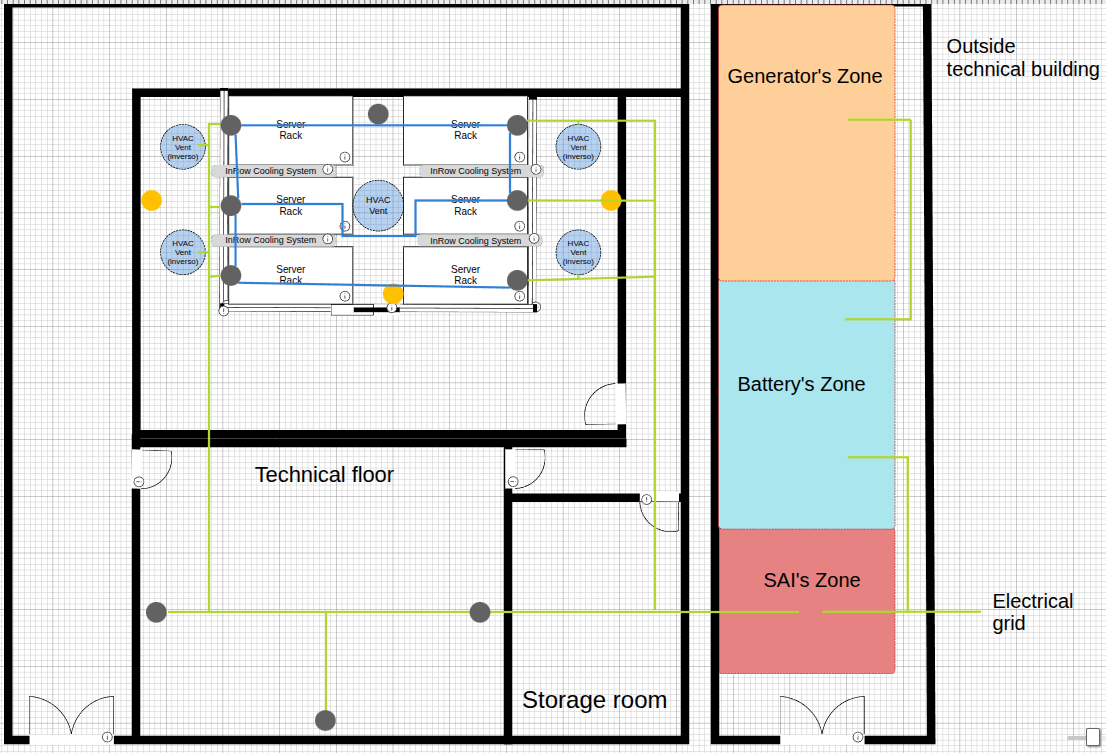 Generator's Zone
Outside
technical building
HVAC
Vent
(inverso)
Server
Rack
Server
Rack
HVAC
Vent
(inverso)
InRow Cooling System
InRow Cooling System
Server
Rack
HVAC
Vent
Server
Rack
HVAC
Vent
(inverso)
InRow Cooling System
InRow Cooling System
HVAC
Vent
(inverso)
Server
Rack
Server
Rack
Battery's Zone
Technical floor
SAI's Zone
Electrical
grid
Storage room